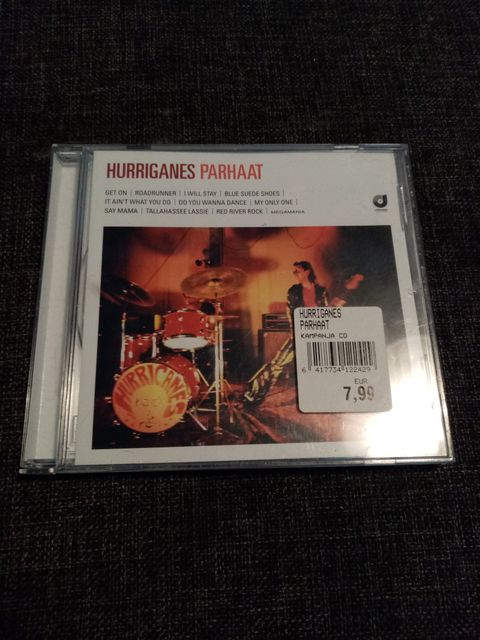 HURRIGANES PARHAAT
GET ON | ROADRUNNER | I WILL STAY | BLUE SUEDE SHOES |
IT AIN'T WHAT YOU DO | DO YOU WANNA DANCE | MY ONLY ONE |
SAY MAMA | TALLAHASSEE LASSIE | RED RIVER ROCK | MEGAMANIA
d
HURRIGANES
PARHAAT
KAMPANJA CD
6 417734 122429
EUR
7,99
HURRIGANES